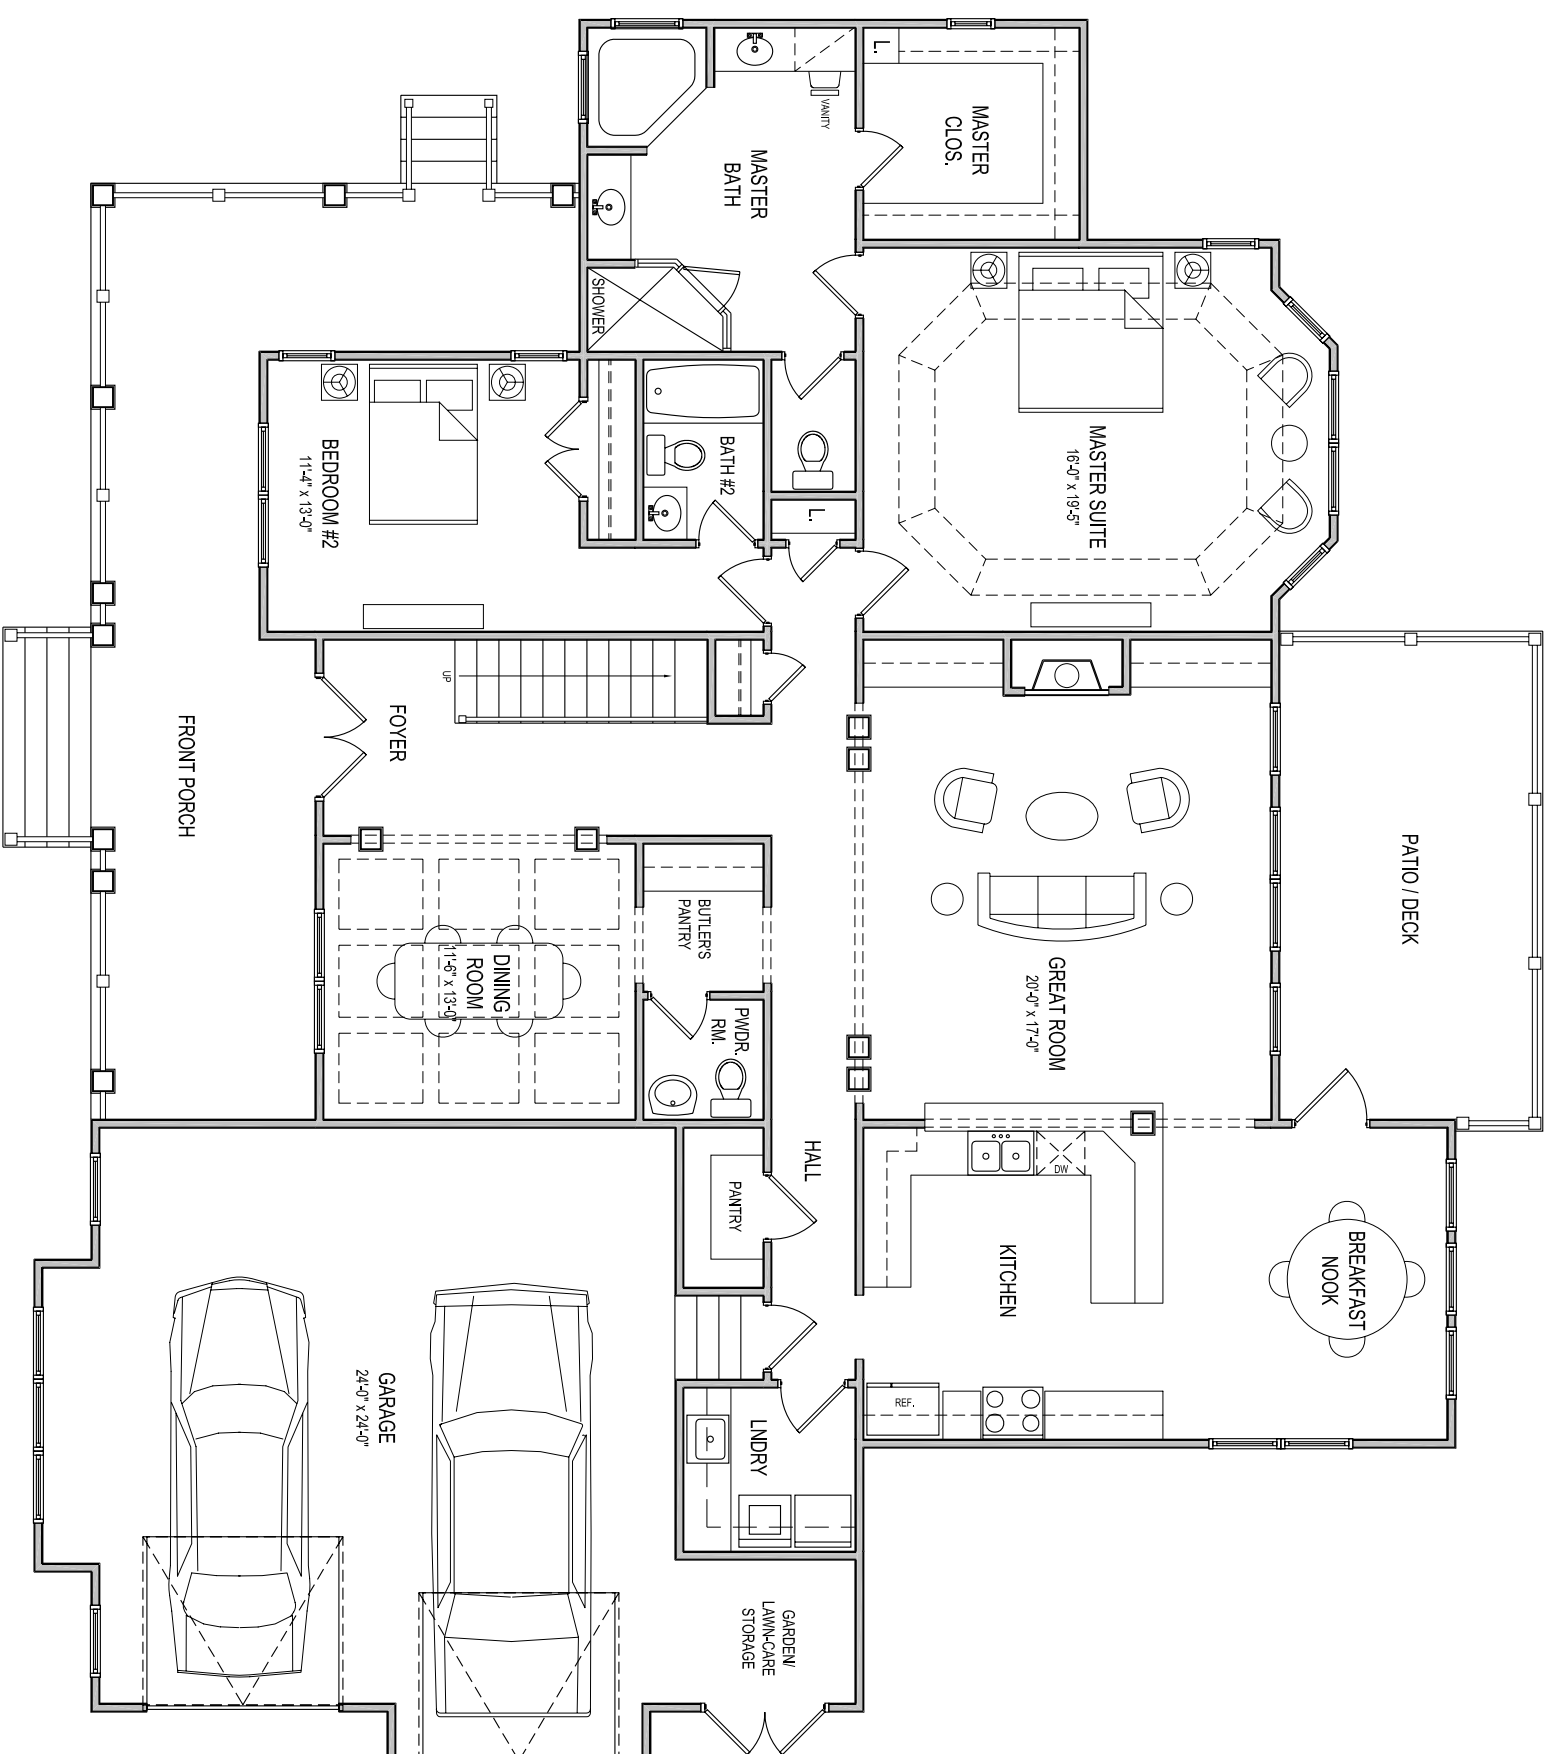 L.
VANITY
MASTER
CLOS.
MASTER
BATH
SHOWER
MASTER SUITE
16'-0" x 19'-5"
BATH #2
BEDROOM #2
11'-4" x 13'-0"
L.
UP
FOYER
FRONT PORCH
PATIO / DECK
GREAT ROOM
20'-0" x 17'-0"
BUTLER'S
PANTRY
DINING
ROOM
11'-6" x 13'-0"
PWDR.
RM.
HALL
DW
PANTRY
KITCHEN
BREAKFAST
NOOK
REF.
LNDRY
GARAGE
24'-0" x 24'-0"
GARDEN/
LAWN-CARE
STORAGE